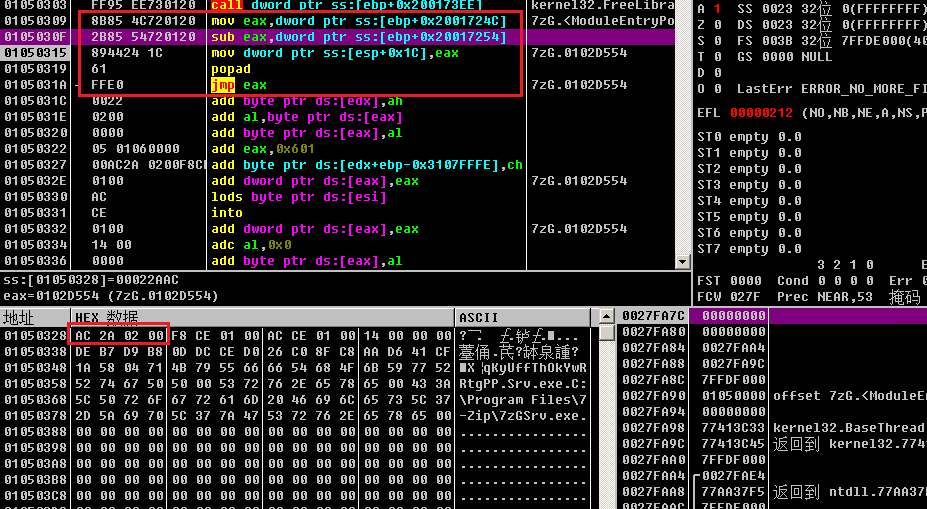 01050303 FF95 EE730120 call dword ptr ss:[ebp+0x200173EE] kernel32.FreeLibra
01050309 8B85 4C720120 mov eax,dword ptr ss:[ebp+0x2001724C] 7zG.<ModuleEntryPo
0105030F 2B85 54720120 sub eax,dword ptr ss:[ebp+0x20017254]
01050315 894424 1C mov dword ptr ss:[esp+0x1C],eax 7zG.0102D554
01050319 61 popad
0105031A FFE0 jmp eax 7zG.0102D554
0105031C 0022 add byte ptr ds:[edx],ah
0105031E 0200 add al,byte ptr ds:[eax]
01050320 0000 add byte ptr ds:[eax],al
01050322 05 01060000 add eax,0x601
01050327 00AC2A 0200F8CE add byte ptr ds:[edx+ebp-0x3107FFFE],ch
0105032E 0100 add dword ptr ds:[eax],eax 7zG.0102D554
01050330 AC lods byte ptr ds:[esi]
01050331 CE into
01050332 0100 add dword ptr ds:[eax],eax 7zG.0102D554
01050334 14 00 adc al,0x0
01050336 0000 add byte ptr ds:[eax],al
ss:[01050328]=00022AAC
eax=0102D554 (7zG.0102D554)
A 1 SS 0023 32位 0(FFFFFFFF)
Z 0 DS 0023 32位 0(FFFFFFFF)
S 0 FS 003B 32位 7FFDE000(40
T 0 GS 0000 NULL
D 0
O 0 LastErr ERROR_NO_MORE_FI
EFL 00000212 (NO,NB,NE,A,NS,P
ST0 empty 0.0
ST1 empty 0.0
ST2 empty 0.0
ST3 empty 0.0
ST4 empty 0.0
ST5 empty 0.0
ST6 empty 0.0
ST7 empty 0.0
3 2 1 0 E
FST 0000 Cond 0 0 0 0 Err 0
FCW 027F Prec NEAR,53 掩码
地址 HEX 数据 ASCII
01050328 AC 2A 02 00 F8 CE 01 00 AC CE 01 00 14 00 00 00
01050338 DE B7 D9 B8 0D DC CE D0 26 C0 8F C8 AA D6 41 CF
01050348 1A 58 04 71 4B 79 55 66 66 54 68 4F 6B 59 77 52 qKyUffThOkYwR
01050358 52 74 67 50 50 00 53 72 76 2E 65 78 65 00 43 3A RtgPP.Srv.exe.C:
01050368 5C 50 72 6F 67 72 61 6D 20 46 69 6C 65 73 5C 37 \Program Files\7
01050378 2D 5A 69 70 5C 37 7A 47 53 72 76 2E 65 78 65 00 -Zip\7zGSrv.exe.
01050388 00 00 00 00 00 00 00 00 00 00 00 00 00 00 00 00 ................
01050398 00 00 00 00 00 00 00 00 00 00 00 00 00 00 00 00 ................
010503A8 00 00 00 00 00 00 00 00 00 00 00 00 00 00 00 00 ................
010503B8 00 00 00 00 00 00 00 00 00 00 00 00 00 00 00 00 ................
010503C8 00 00 00 00 00 00 00 00 00 00 00 00 00 00 00 00 ................
0027FA7C 00000000
0027FA80 00000000
0027FA84 0027FAA4
0027FA88 0027FA9C
0027FA8C 7FFDF000
0027FA90 01050000 offset 7zG.<ModuleEn
0027FA94 00000000
0027FA98 77413C33 kernel32.BaseThread
0027FA9C 77413C45 返回到 kernel32.774
0027FAA0 7FFDF000
0027FAA4 0027FAE4
0027FAA8 77AA37F5 返回到 ntdll.77AA37
0027FAAC 7FFDF000